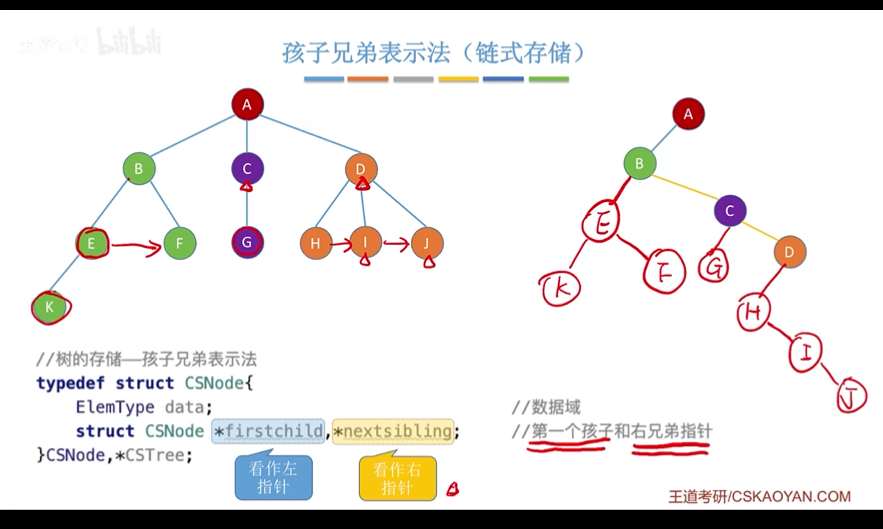 bilibili
孩子兄弟表示法（链式存储）
A
B
C
D
E
F
G
H
I
J
K
A
B
C
D
E
F
G
H
I
J
K
//树的存储——孩子兄弟表示法
typedef struct CSNode{
ElemType data;
//数据域
struct CSNode *firstchild,*nextsibling;
//第一个孩子和右兄弟指针
}CSNode,*CSTree;
看作左
指针
看作右
指针
王道考研/CSKAOYAN.COM